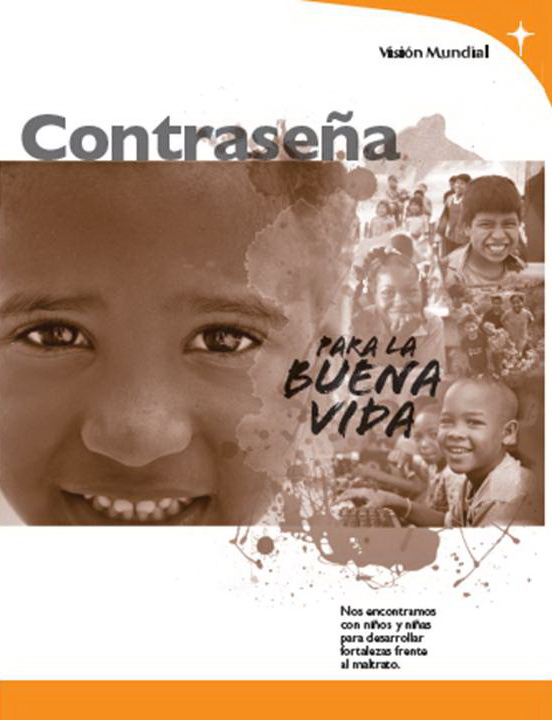 Visión Mundial
Contraseña
PARA LA
BUENA
VIDA
Nos encontramos
con niños y niñas
para desarrollar
fortalezas frente
al maltrato.